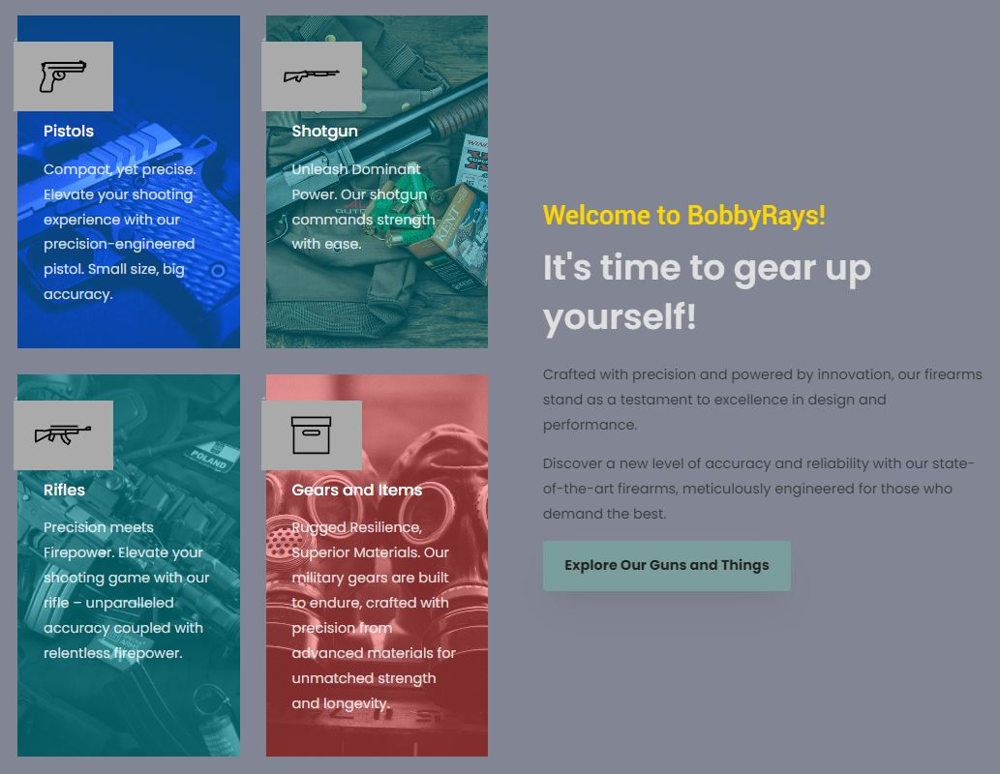 Pistols
Compact, yet precise.
Elevate your shooting
experience with our
precision-engineered
pistol. Small size, big
accuracy.
Shotgun
Unleash Dominant
Power. Our shotgun
commands strength
with ease.
KENT
Rifles
Precision meets
Firepower. Elevate your
shooting game with our
rifle – unparalleled
accuracy coupled with
relentless firepower.
POLAND
Gears and Items
Rugged Resilience,
Superior Materials. Our
military gears are built
to endure, crafted with
precision from
advanced materials for
unmatched strength
and longevity.
Welcome to BobbyRays!
It's time to gear up
yourself!
Crafted with precision and powered by innovation, our firearms
stand as a testament to excellence in design and
performance.
Discover a new level of accuracy and reliability with our state-
of-the-art firearms, meticulously engineered for those who
demand the best.
Explore Our Guns and Things